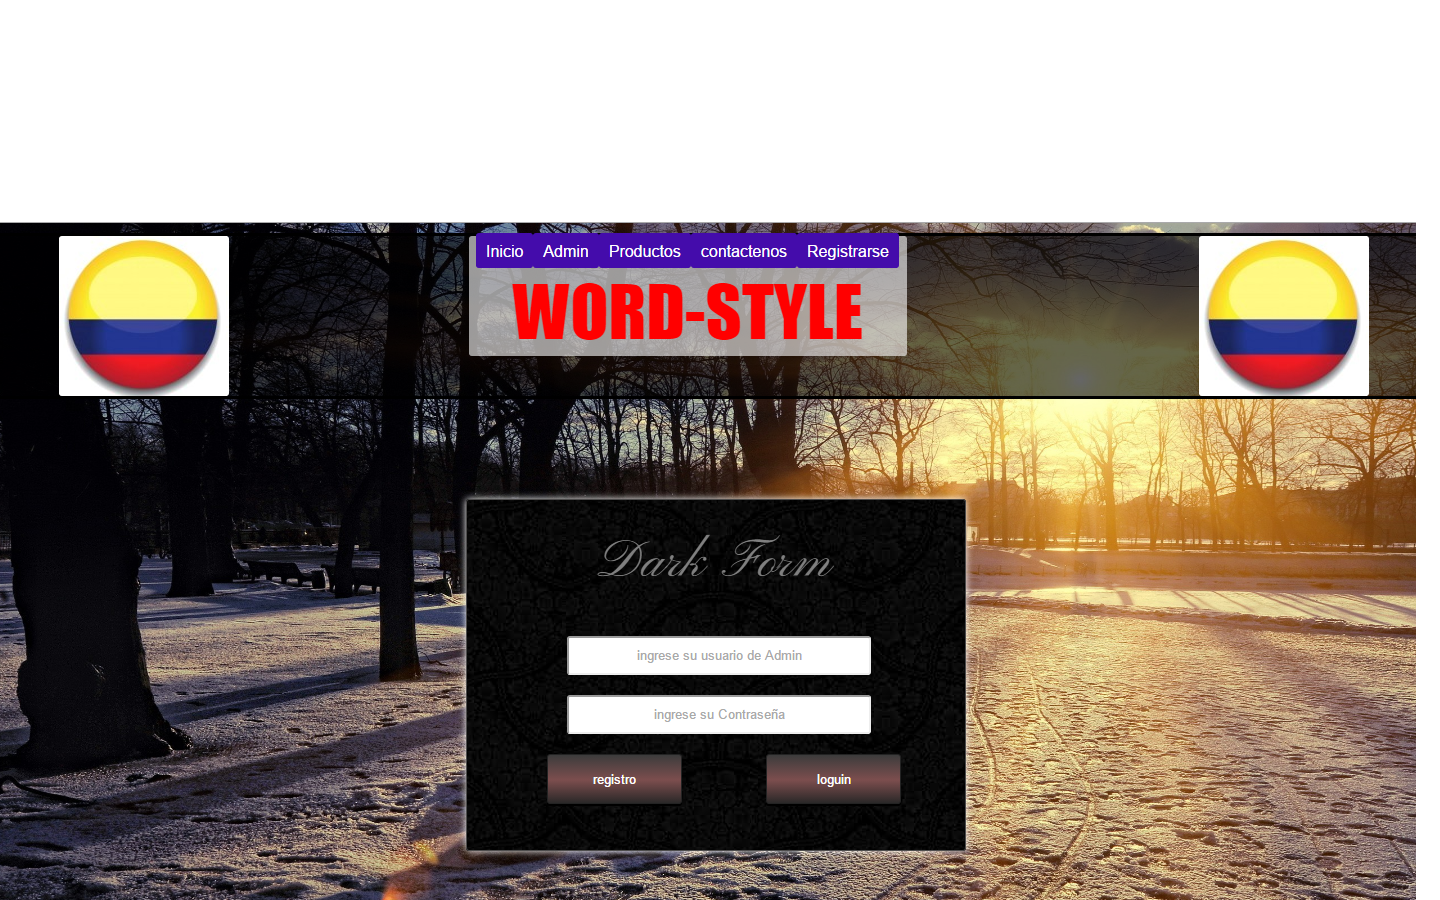 Inicio Admin Productos contactenos Registrarse
WORD-STYLE
Dark Form
ingrese su usuario de Admin
ingrese su Contraseña
registro loguin